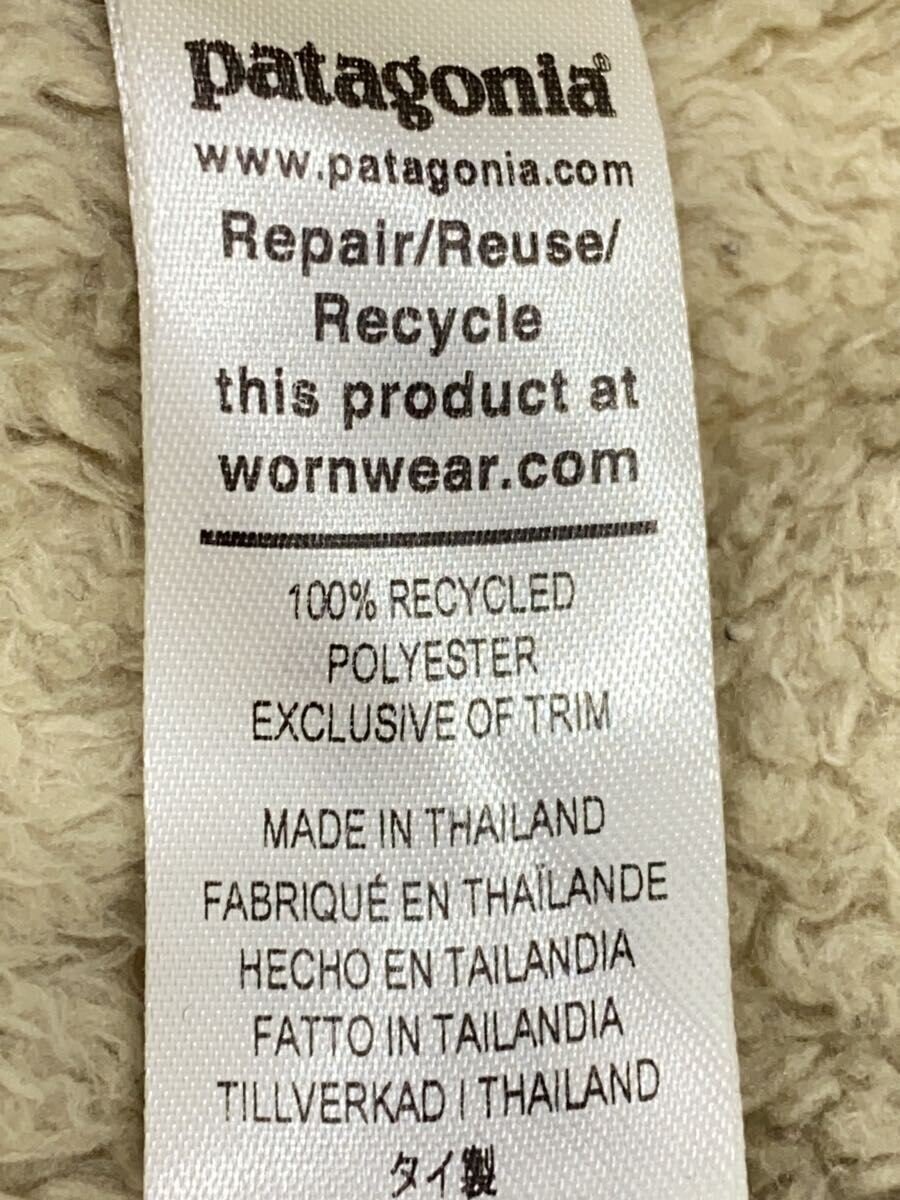 patagonia®
www.patagonia.com
Repair/Reuse/
Recycle
this product at
wornwear.com
100% RECYCLED
POLYESTER
EXCLUSIVE OF TRIM
MADE IN THAILAND
FABRIQUÉ EN THAÏLANDE
HECHO EN TAILANDIA
FATTO IN TAILANDIA
TILLVERKAD I THAILAND
タイ製